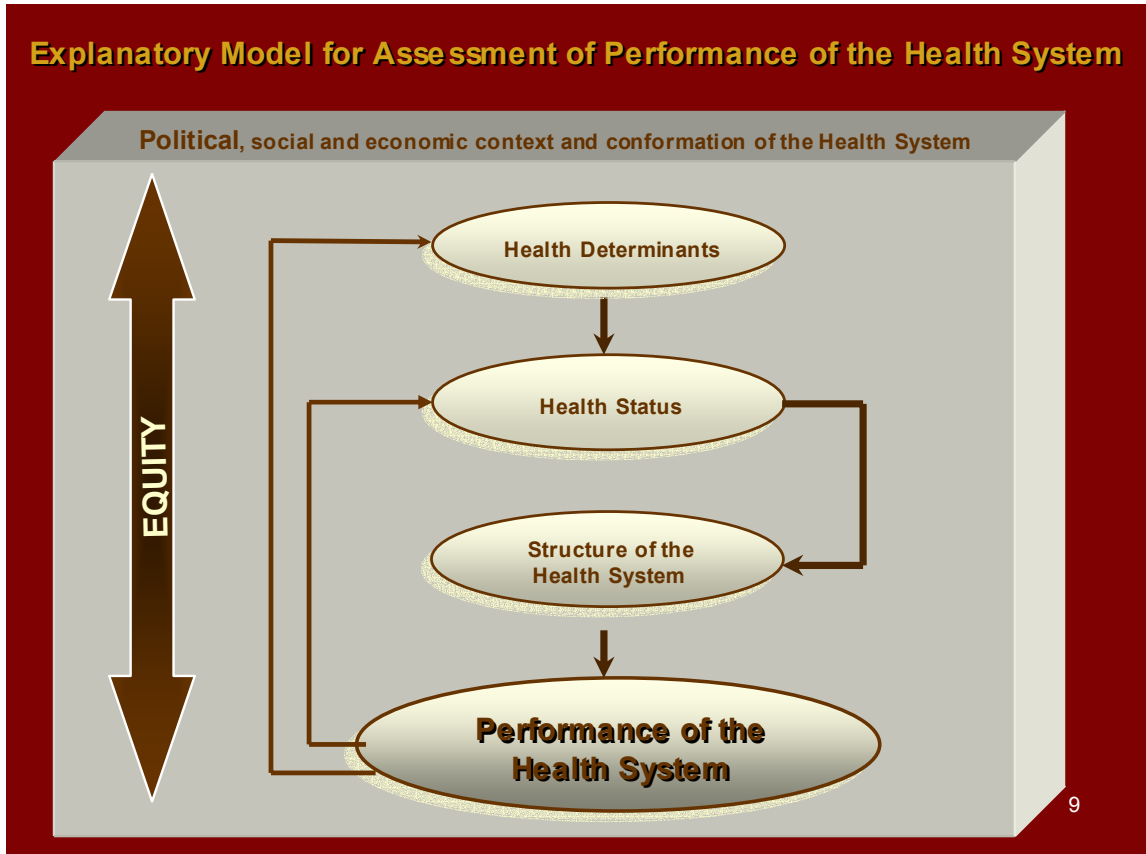 Explanatory Model for Assessment of Performance of the Health System
Political, social and economic context and conformation of the Health System
EQUITY
Health Determinants
Health Status
Structure of the
Health System
Performance of the
Health System
9